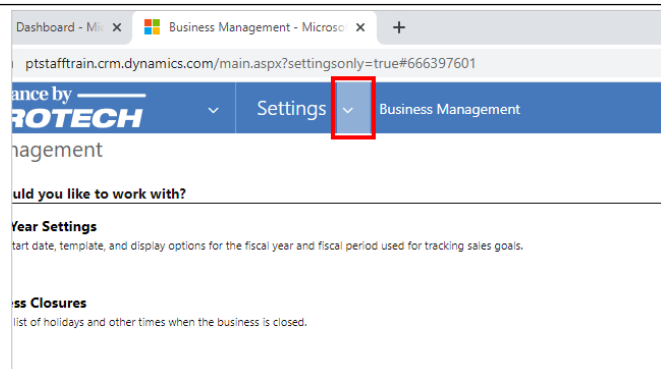 Dashboard - Mic
Business Management - Microsof
ptstafftrain.crm.dynamics.com/main.aspx?settingsonly=true#666397601
ance by
ROTECH
Settings
Business Management
nagement
uld you like to work with?
Year Settings
tart date, template, and display options for the fiscal year and fiscal period used for tracking sales goals.
ss Closures
list of holidays and other times when the business is closed.